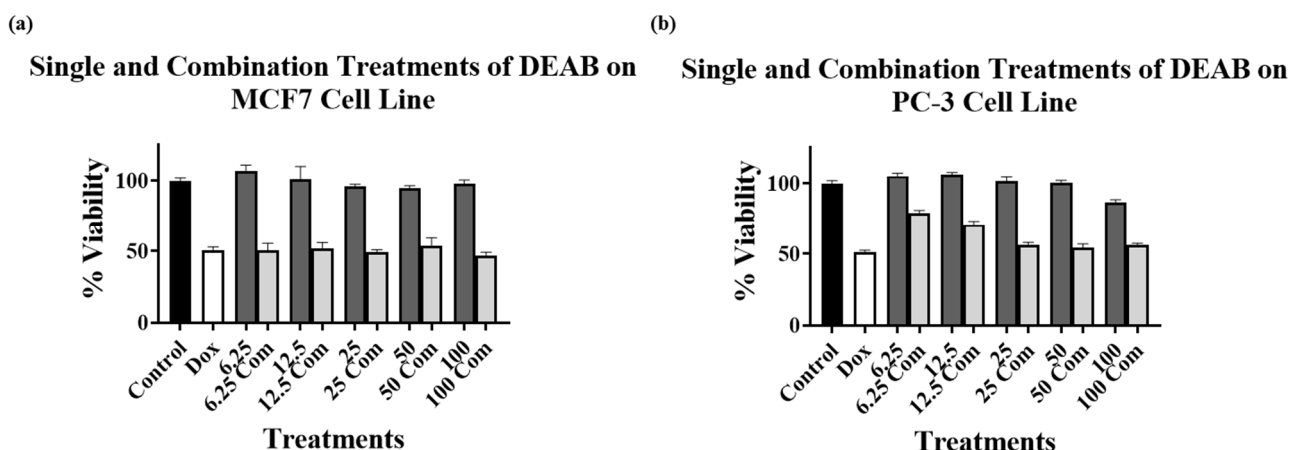 (a)
Single and Combination Treatments of DEAB on
MCF7 Cell Line
% Viability
100
50
0
Control
Dox
6.25
6.25 Com
12.5
12.5 Com
25
25 Com
50
50 Com
100
100 Com
Treatments
(b)
Single and Combination Treatments of DEAB on
PC-3 Cell Line
% Viability
100
50
0
Control
Dox
6.25
6.25 Com
12.5
12.5 Com
25
25 Com
50
50 Com
100
100 Com
Treatments